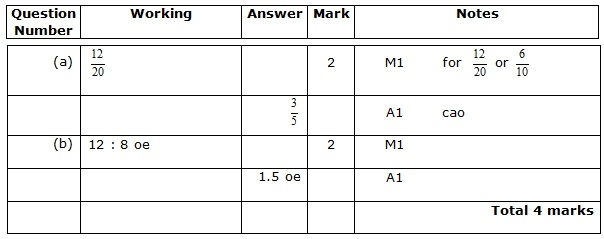 Question Number Working Answer Mark Notes
(a) 12/20 2 M1 for 12/20 or 6/10
3/5 A1 cao
(b) 12 : 8 oe 2 M1
1.5 oe A1
Total 4 marks